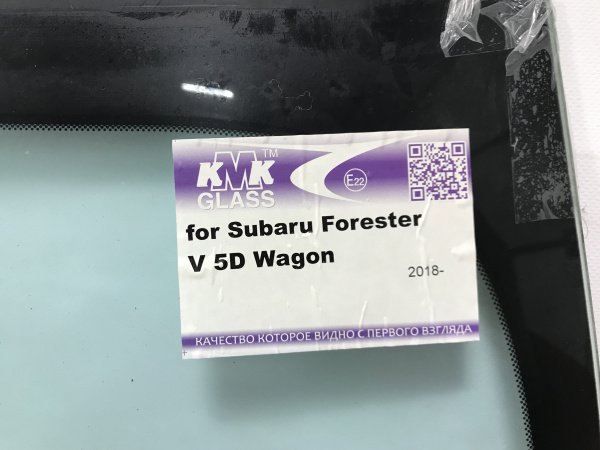 KMK™
GLASS
E22
for Subaru Forester
V 5D Wagon
2018-
КАЧЕСТВО КОТОРОЕ ВИДНО С ПЕРВОГО ВЗГЛЯДА